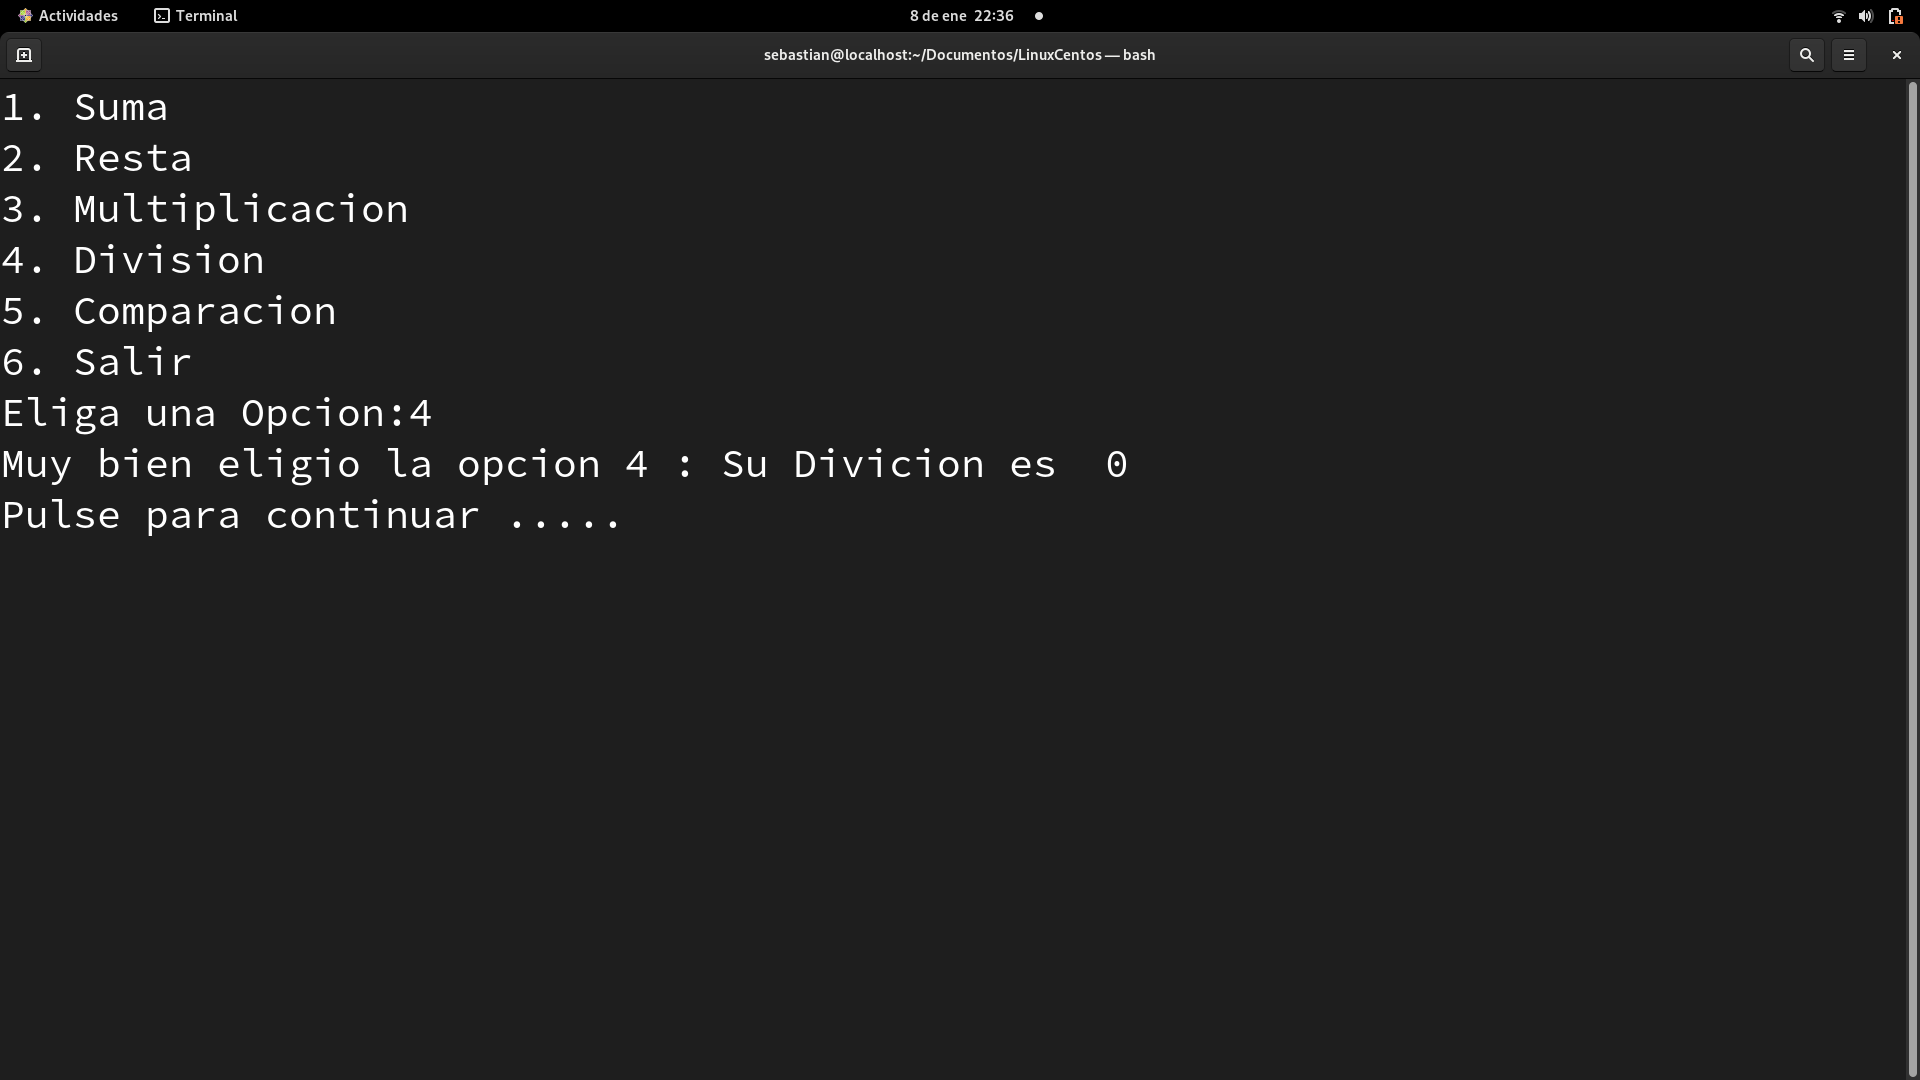 Actividades Terminal 8 de ene 22:36
sebastian@localhost:~/Documentos/LinuxCentos — bash
1. Suma
2. Resta
3. Multiplicacion
4. Division
5. Comparacion
6. Salir
Eliga una Opcion:4
Muy bien eligio la opcion 4 : Su Divicion es  0
Pulse para continuar .....